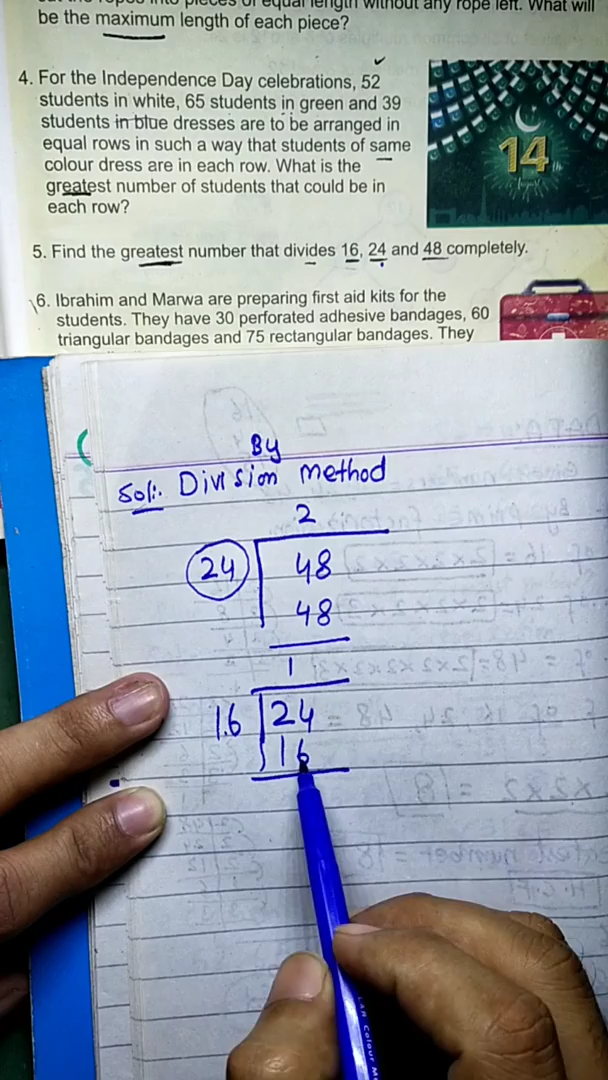 be the maximum length of each piece?
4. For the Independence Day celebrations, 52
students in white, 65 students in green and 39
students in blue dresses are to be arranged in
equal rows in such a way that students of same
colour dress are in each row. What is the
greatest number of students that could be in
each row?
14th
5. Find the greatest number that divides 16, 24 and 48 completely.
6. Ibrahim and Marwa are preparing first aid kits for the
students. They have 30 perforated adhesive bandages, 60
triangular bandages and 75 rectangular bandages. They
By
Sol:. Division method
2
24 48
48
1
16 24
16